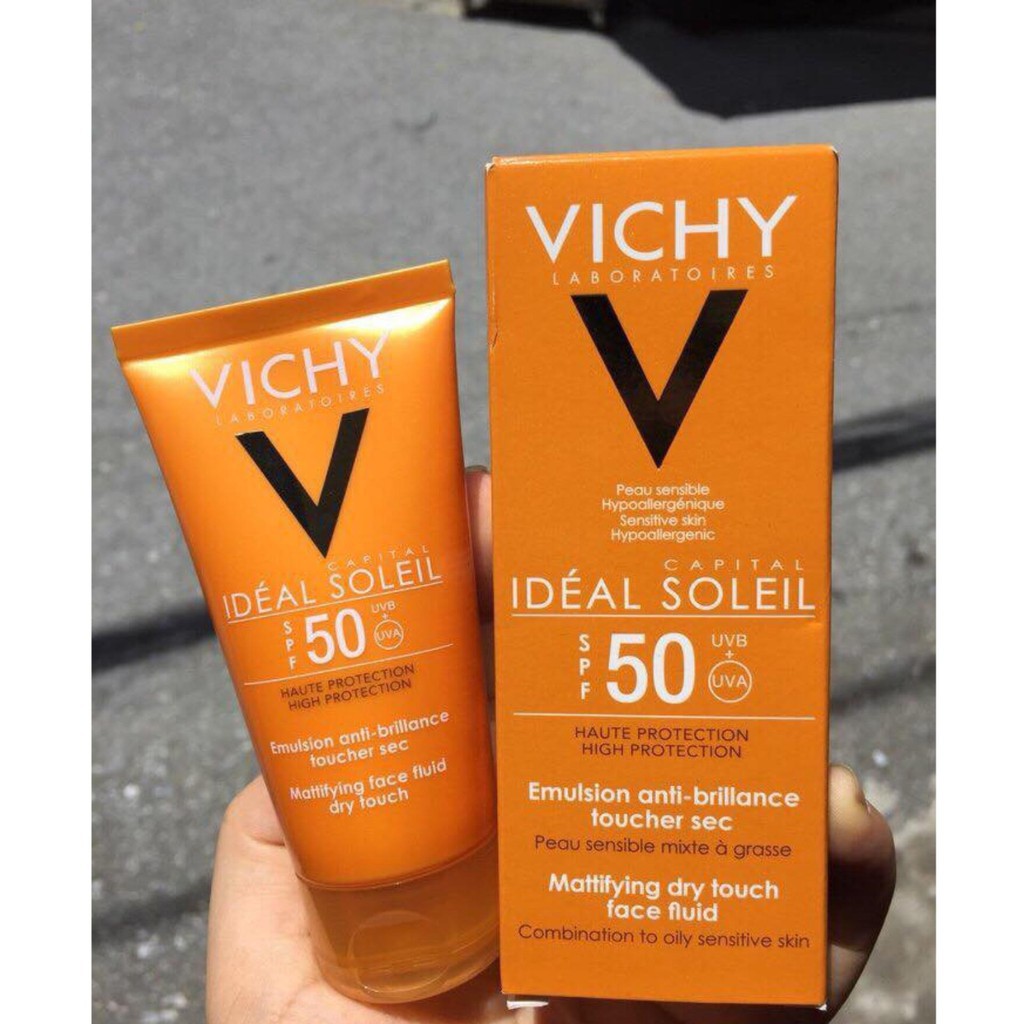 VICHY
LABORATOIRES
V
CAPITAL
IDÉAL SOLEIL
SPF 50 UVB + UVA
HAUTE PROTECTION
HIGH PROTECTION
Emulsion anti-brillance
toucher sec
Mattifying face fluid
dry touch
VICHY
LABORATOIRES
V
Peau sensible
Hypoallergénique
Sensitive skin
Hypoallergenic
CAPITAL
IDÉAL SOLEIL
SPF 50 UVB + UVA
HAUTE PROTECTION
HIGH PROTECTION
Emulsion anti-brillance
toucher sec
Peau sensible mixte à grasse
Mattifying dry touch
face fluid
Combination to oily sensitive skin